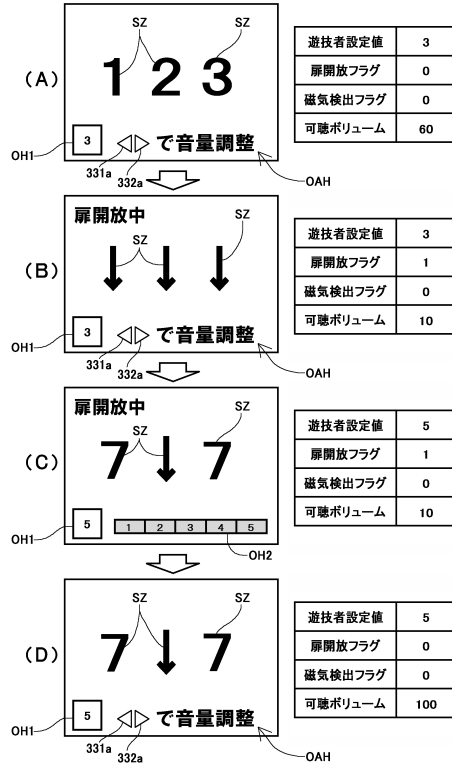 SZ SZ
(A)
1 2 3
3
で音量調整
OH1
331a
332a
OAH
遊技者設定値 3
扉開放フラグ 0
磁気検出フラグ 0
可聴ボリューム 60
扉開放中
SZ SZ
(B)
3
で音量調整
OH1
331a
332a
OAH
遊技者設定値 3
扉開放フラグ 1
磁気検出フラグ 0
可聴ボリューム 10
扉開放中
SZ SZ
(C)
7 7
5
1 2 3 4 5
OH1
OH2
遊技者設定値 5
扉開放フラグ 1
磁気検出フラグ 0
可聴ボリューム 10
SZ SZ
(D)
7 7
5
で音量調整
OH1
331a
332a
OAH
遊技者設定値 5
扉開放フラグ 0
磁気検出フラグ 0
可聴ボリューム 100